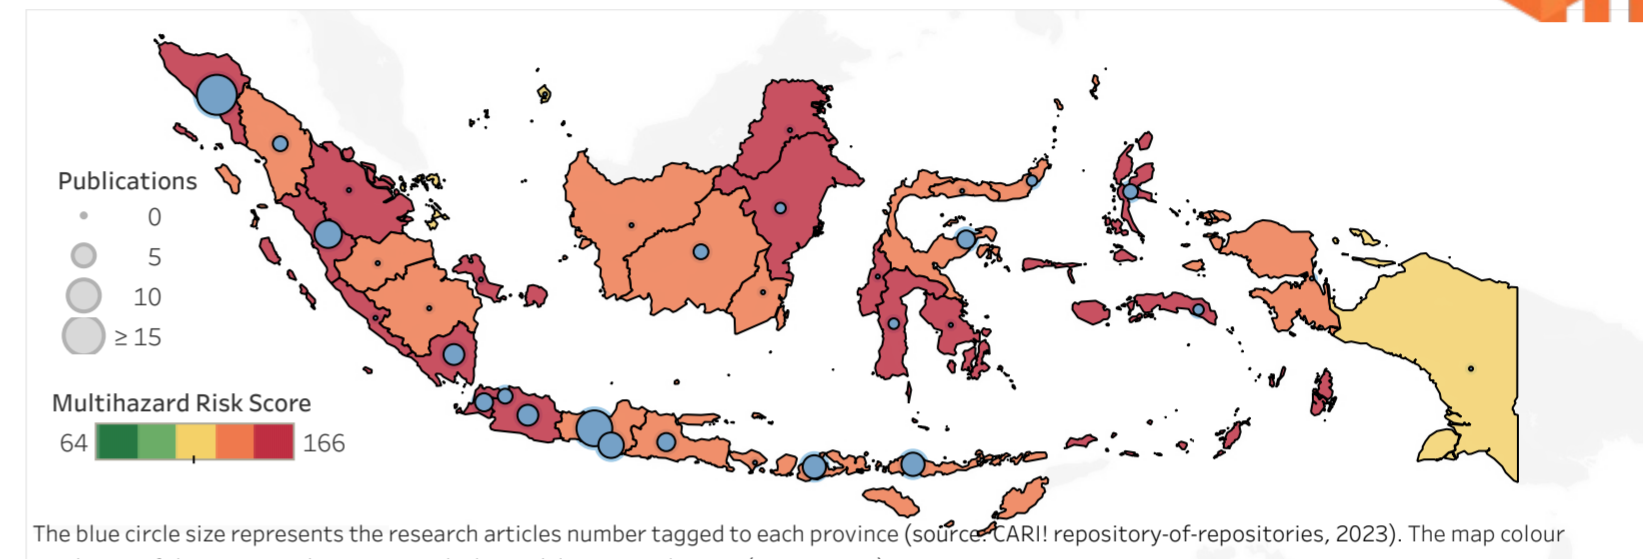 Publications
0
5
10
≥ 15
Multihazard Risk Score
64 166
The blue circle size represents the research articles number tagged to each province (source: CARI! repository-of-repositories, 2023). The map colour